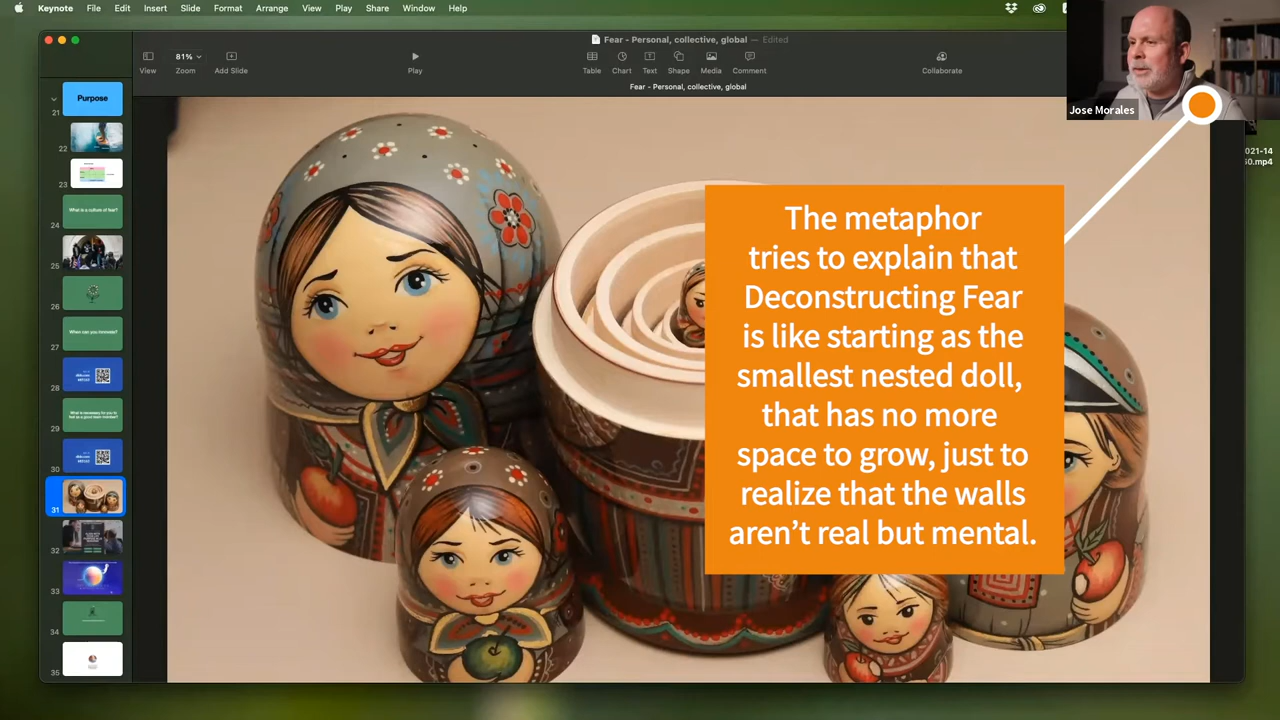 Keynote File Edit Insert Slide Format Arrange View Play Share Window Help
Fear - Personal, collective, global — Edited
81%
View Zoom Add Slide Play Table Chart Text Shape Media Comment Collaborate
Fear - Personal, collective, global
Jose Morales
021-14
60.mp4
Purpose
21
22
23
What is a culture of fear?
24
25
26
When can you innovate?
27
28
29
30
31
32
33
34
35
The metaphor
tries to explain that
Deconstructing Fear
is like starting as the
smallest nested doll,
that has no more
space to grow, just to
realize that the walls
aren’t real but mental.